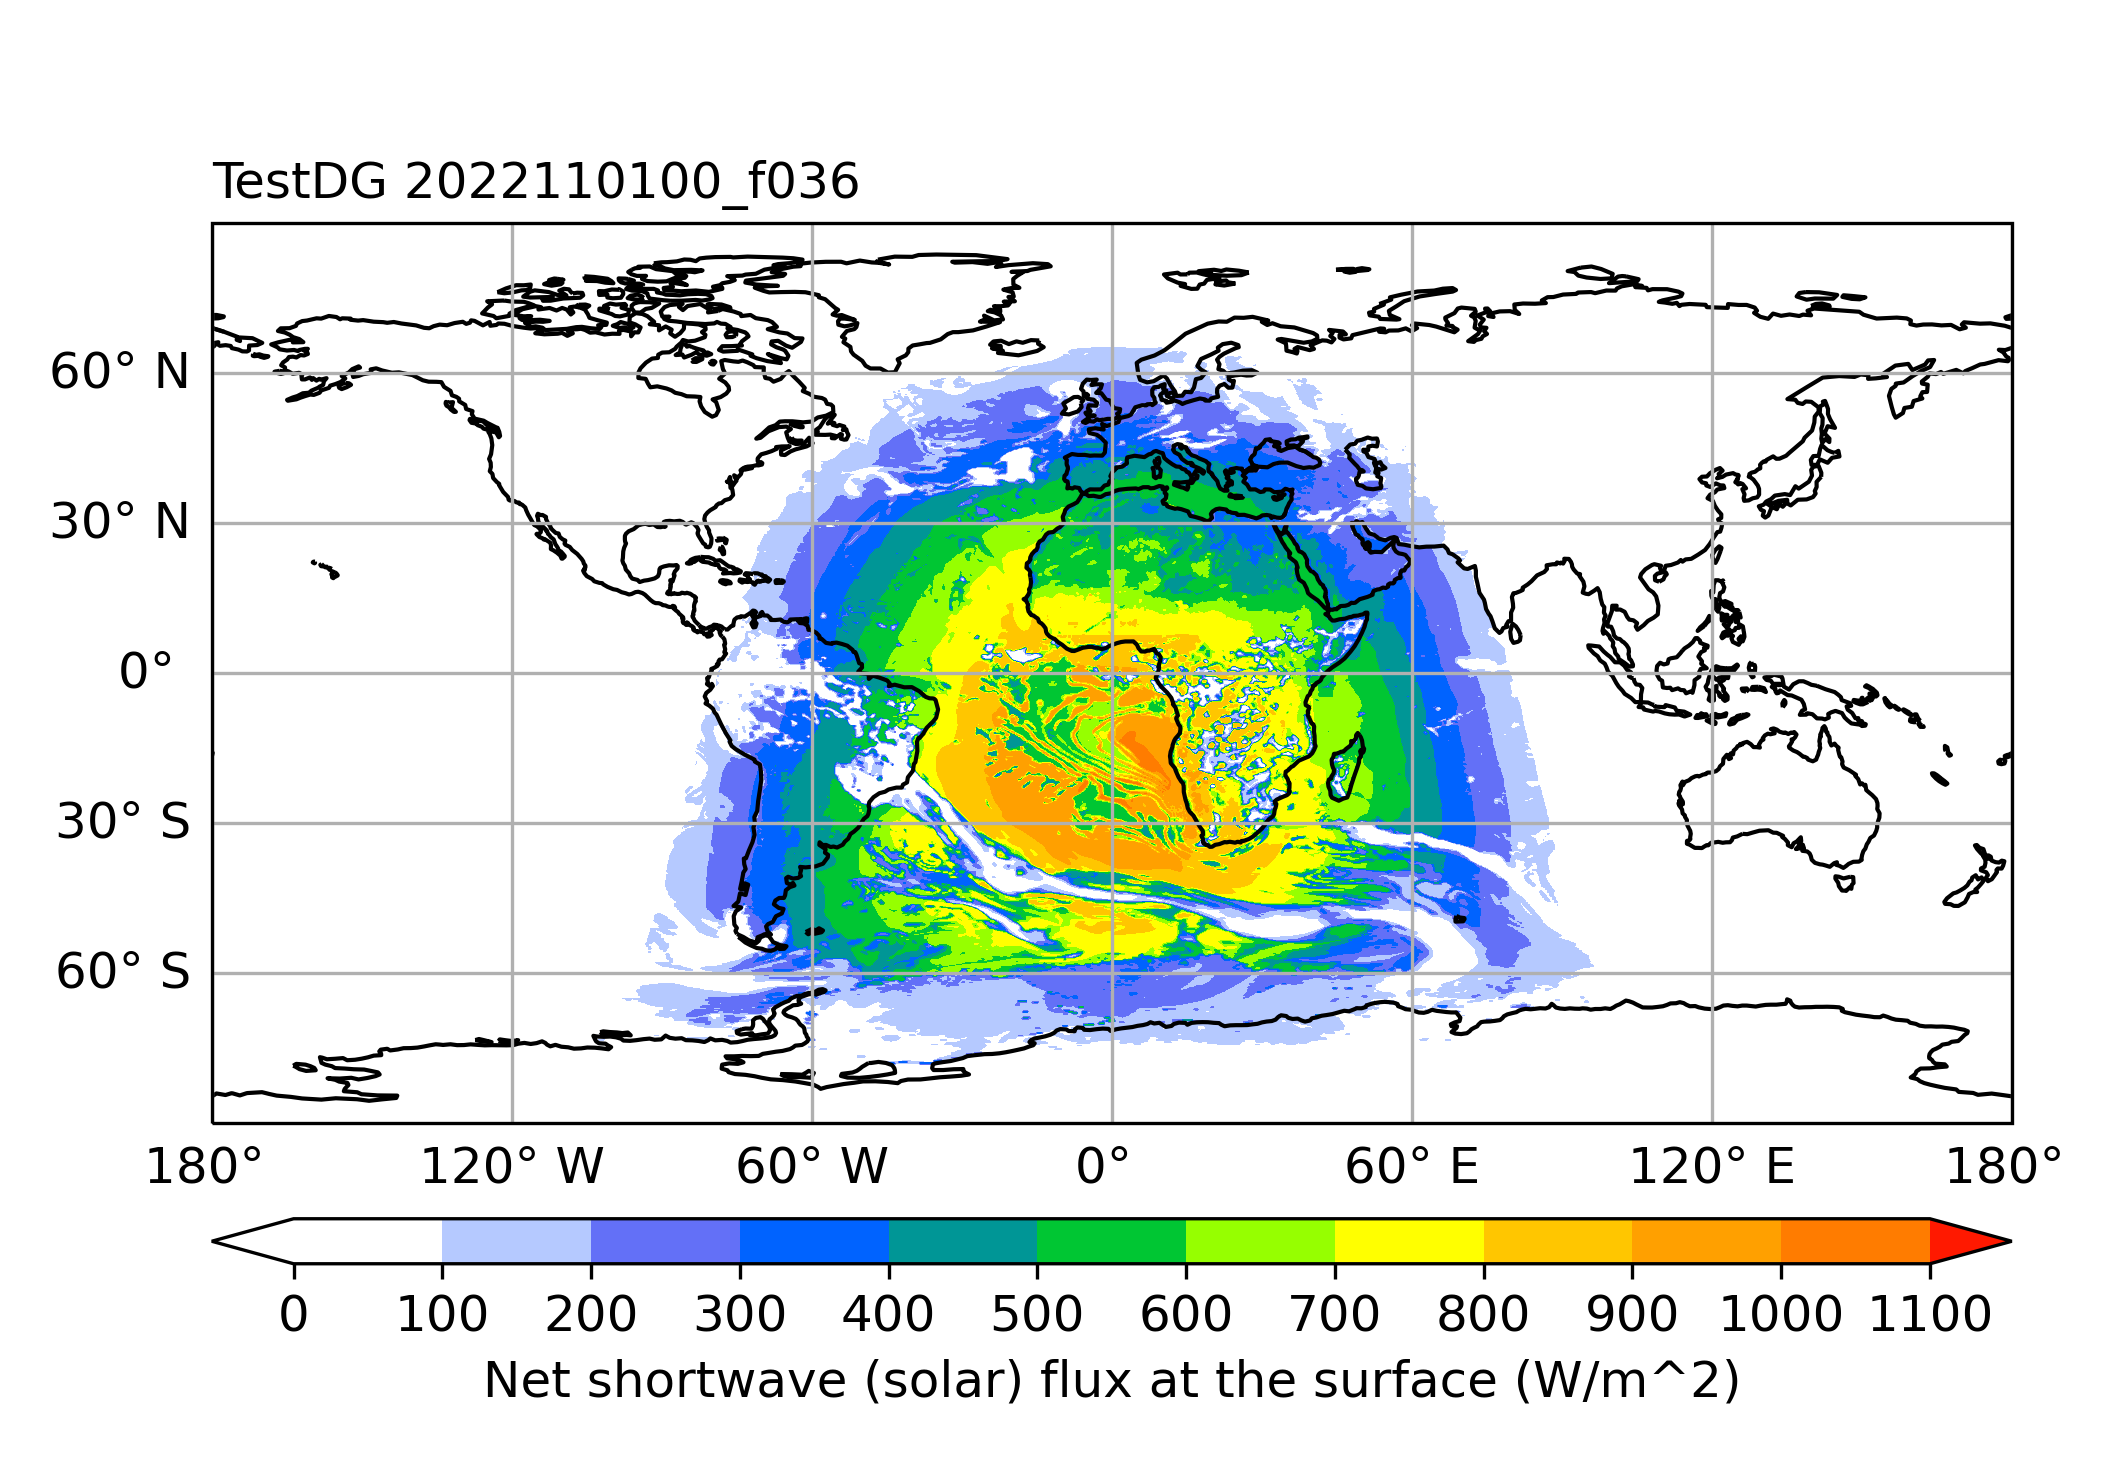 TestDG 2022110100_f036
60° N
30° N
0°
30° S
60° S
180° 120° W 60° W 0° 60° E 120° E 180°
0 100 200 300 400 500 600 700 800 900 1000 1100
Net shortwave (solar) flux at the surface (W/m^2)